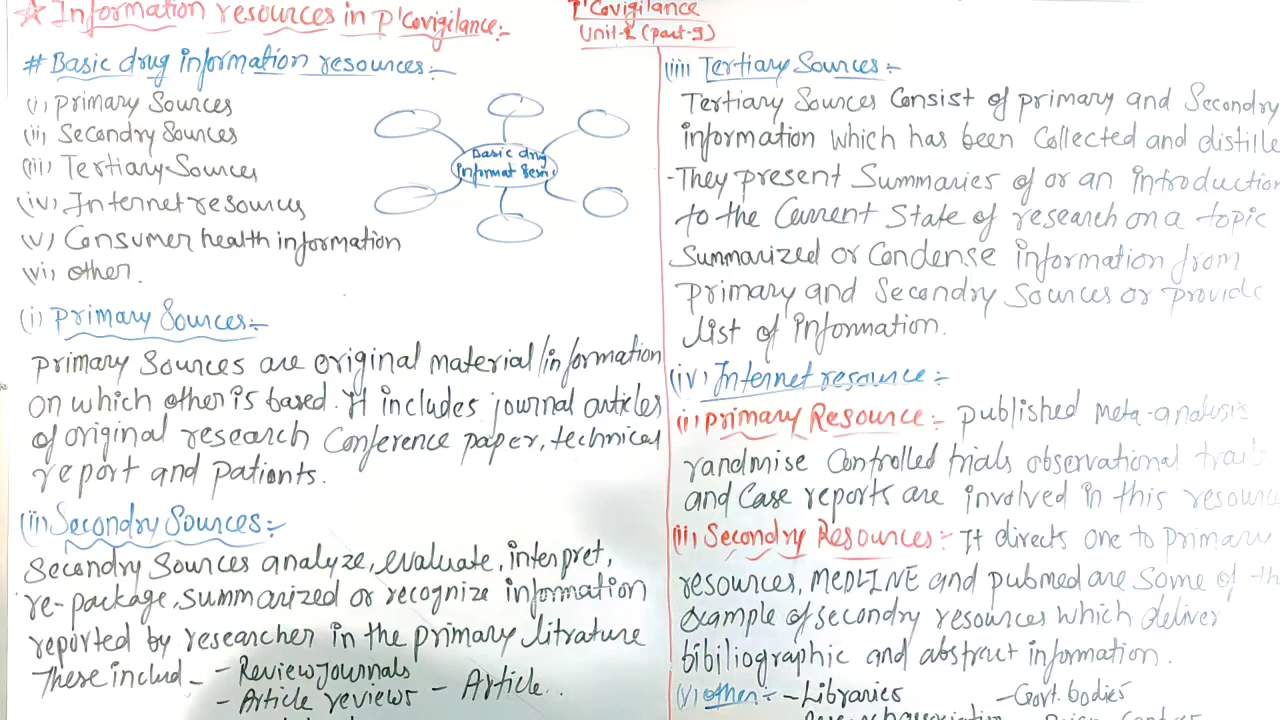 ☆ Information resources in P'Covigilance:-
P'Covigilance
Unit-2 (part-9)
# Basic drug information resources:-
(i) Primary Sources
(ii) Secondry Sources
(iii) Tertiary Sources
(iv) Internet resources
(v) Consumer health information
(vi) other.
Basic drug
Informat
(i) Primary Sources:-
Primary Sources are original material/information
on which other is based. It includes journal articles
of original research Conference paper, technical
report and patients.
(ii) Secondry Sources:-
Secondry Sources analyze, evaluate, interpret,
re-package, summarized or recognize information
reported by researcher in the primary litrature
These includ - Review journals
- Article reviews - Article..
(iii) Tertiary Sources:-
Tertiary Sources Consist of primary and Secondry
information which has been Collected and distille
- They present Summaries of or an introduction
to the Current State of research on a topic
Summarized or Condense information from
Primary and Secondry Sources or provide
list of Information.
(iv) Internet resource:-
(i) Primary Resource:- published meta-analysis
randmise Controlled trials observational trails
and Case reports are involved in this resourc
(ii) Secondry Resources:- It directs one to primary
resources, MEDLINE and pubmed are Some of th
example of secondry resources which deliver
bibiliographic and abstract information.
(v) other:- - Libraries - Govt. bodies